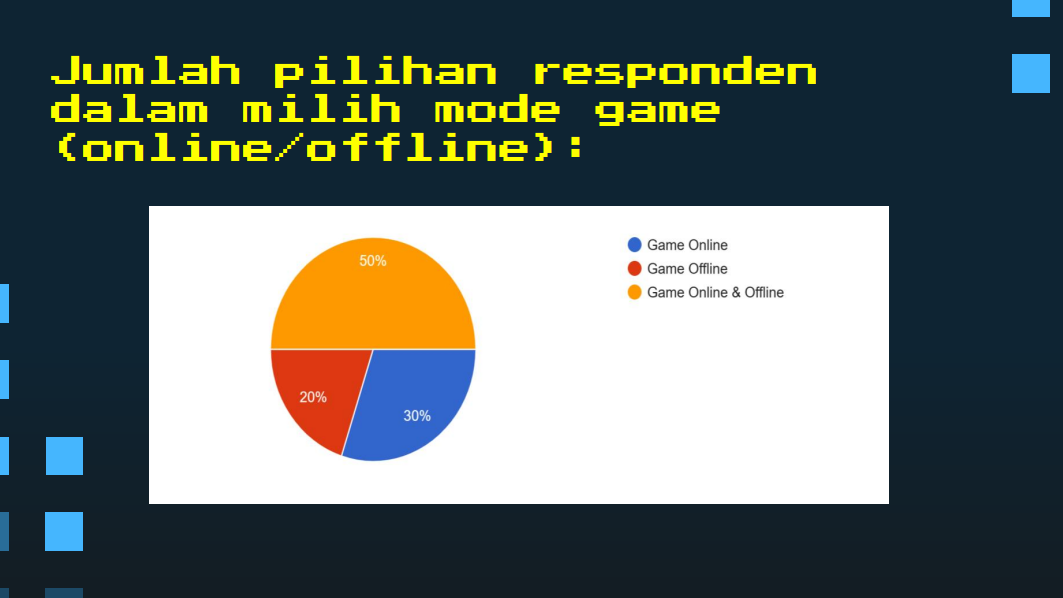 Jumlah pilihan responden
dalam milih mode game
(online/offline):
50%
20%
30%
Game Online
Game Offline
Game Online & Offline